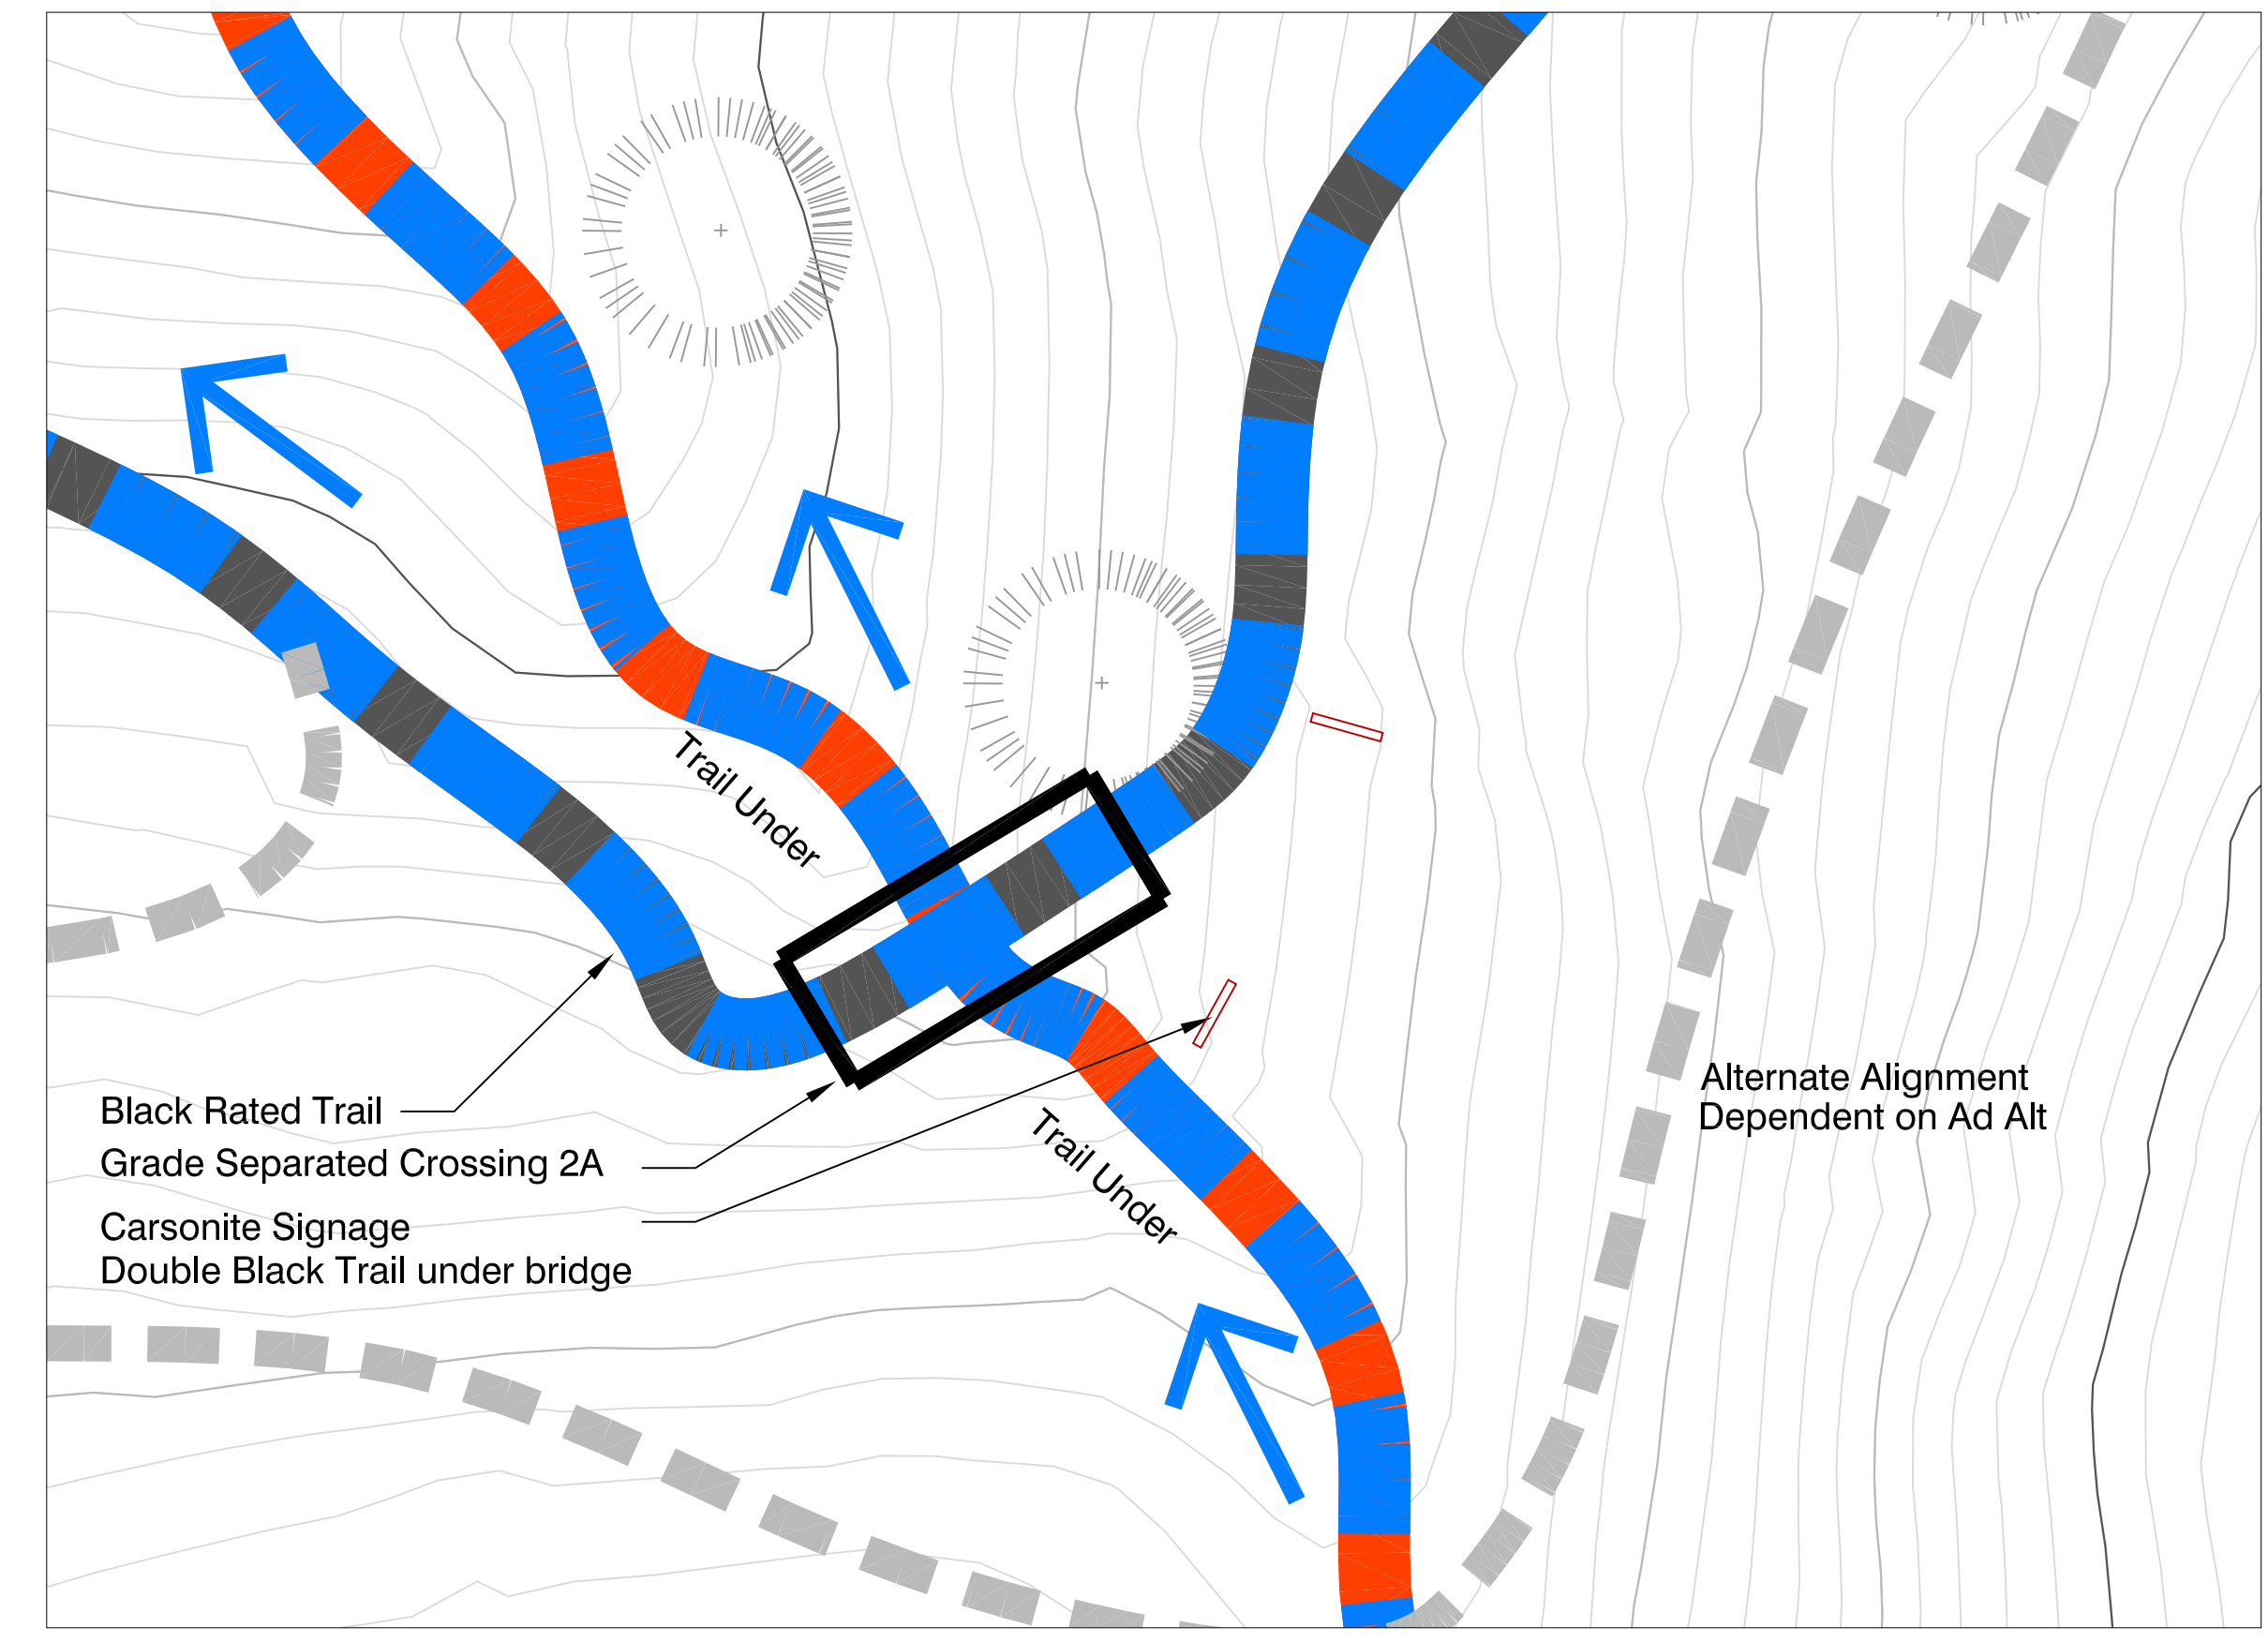 Trail Under
Black Rated Trail
Grade Separated Crossing 2A
Carsonite Signage
Double Black Trail under bridge
Trail Under
Alternate Alignment
Dependent on Ad Alt